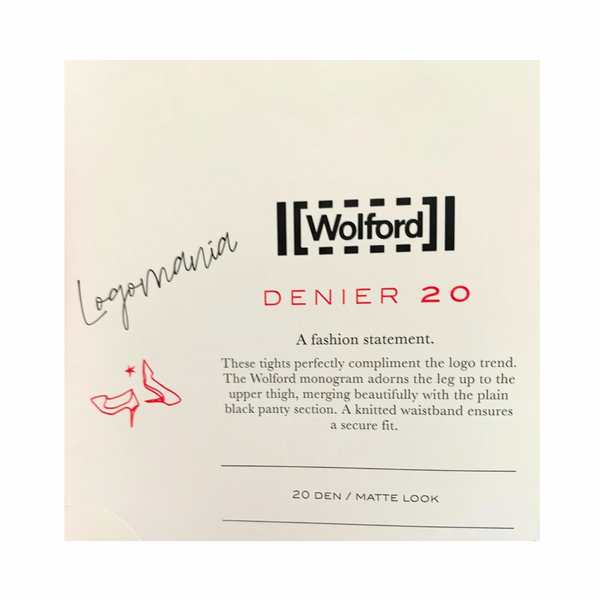 Wolford
Logomania
DENIER 20
A fashion statement.
These tights perfectly compliment the logo trend.
The Wolford monogram adorns the leg up to the
upper thigh, merging beautifully with the plain
black panty section. A knitted waistband ensures
a secure fit.
20 DEN / MATTE LOOK